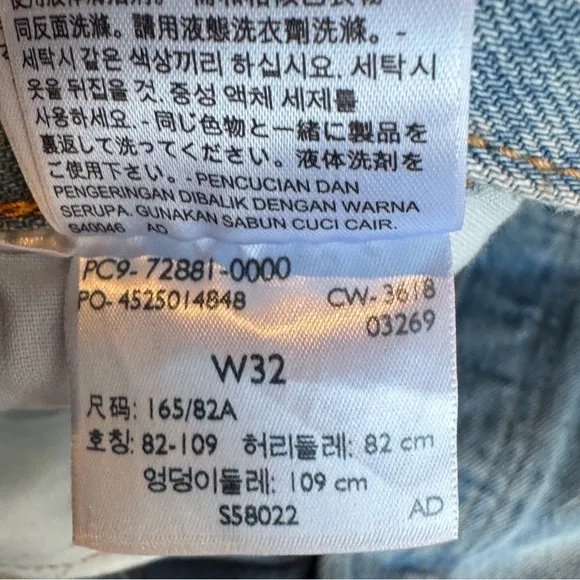 同反面洗滌。請用液態洗衣劑洗滌。-
세탁시 같은 색상끼리 하십시요. 세탁시
옷을 뒤집을 것. 중성 액체 세제를
사용하세요. - 同じ色物と一緒に製品を
裏返して洗ってください。液体洗剤をご
使用下さい。- PENCUCIAN DAN
PENGERINGAN DIBALIK DENGAN WARNA
SERUPA. GUNAKAN SABUN CUCI CAIR.
S40046 AD
PC9-72881-0000
PO-4525014848 CW-3618
03269
W32
尺码: 165/82A
호칭: 82-109 허리둘레: 82 cm
엉덩이둘레: 109 cm
S58022 AD